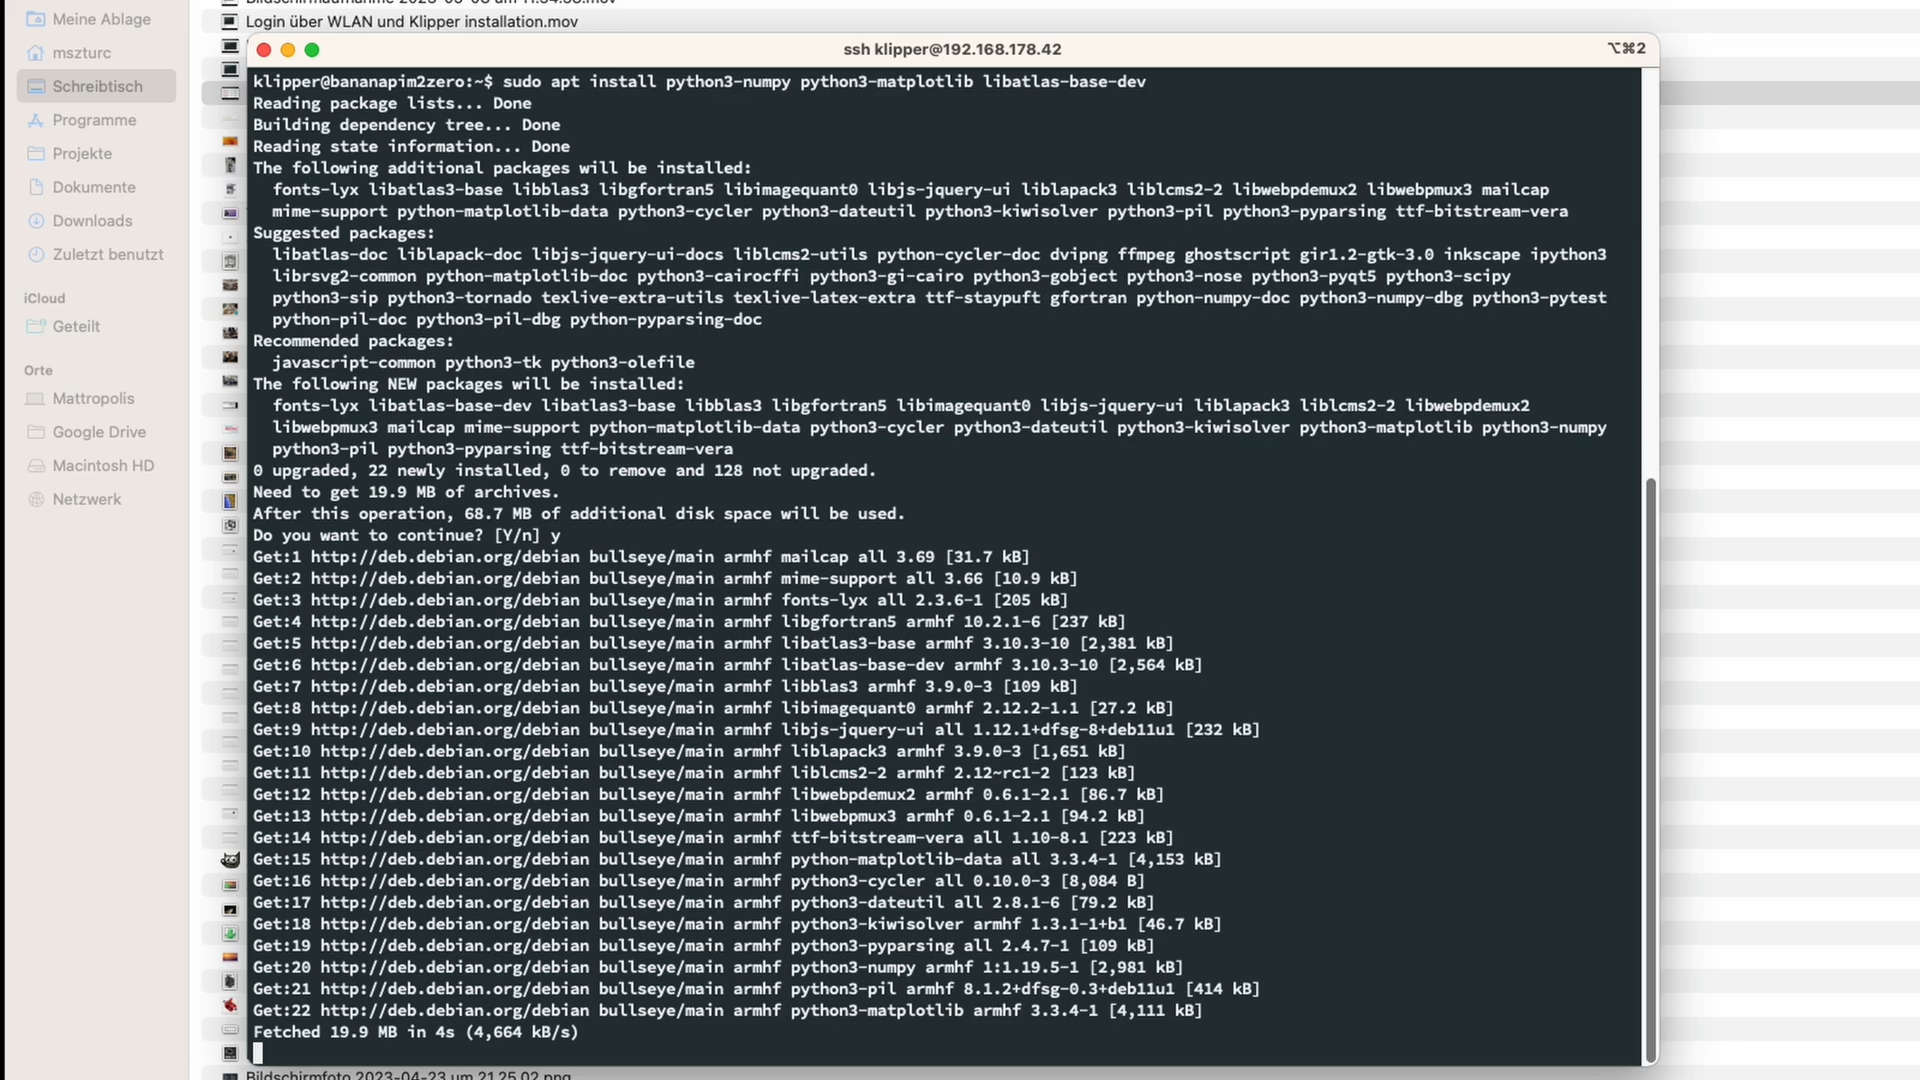 Meine Ablage
mszturc
Schreibtisch
Programme
Projekte
Dokumente
Downloads
Zuletzt benutzt
iCloud
Geteilt
Orte
Mattropolis
Google Drive
Macintosh HD
Netzwerk
Login über WLAN und Klipper installation.mov
ssh klipper@192.168.178.42
⌥⌘2
klipper@bananapim2zero:~$ sudo apt install python3-numpy python3-matplotlib libatlas-base-dev
Reading package lists... Done
Building dependency tree... Done
Reading state information... Done
The following additional packages will be installed:
fonts-lyx libatlas3-base libblas3 libgfortran5 libimagequant0 libjs-jquery-ui liblapack3 liblcms2-2 libwebpdemux2 libwebpmux3 mailcap
mime-support python-matplotlib-data python3-cycler python3-dateutil python3-kiwisolver python3-pil python3-pyparsing ttf-bitstream-vera
Suggested packages:
libatlas-doc liblapack-doc libjs-jquery-ui-docs liblcms2-utils python-cycler-doc dvipng ffmpeg ghostscript gir1.2-gtk-3.0 inkscape ipython3
librsvg2-common python-matplotlib-doc python3-cairocffi python3-gi-cairo python3-gobject python3-nose python3-pyqt5 python3-scipy
python3-sip python3-tornado texlive-extra-utils texlive-latex-extra ttf-staypuft gfortran python-numpy-doc python3-numpy-dbg python3-pytest
python-pil-doc python3-pil-dbg python-pyparsing-doc
Recommended packages:
javascript-common python3-tk python3-olefile
The following NEW packages will be installed:
fonts-lyx libatlas-base-dev libatlas3-base libblas3 libgfortran5 libimagequant0 libjs-jquery-ui liblapack3 liblcms2-2 libwebpdemux2
libwebpmux3 mailcap mime-support python-matplotlib-data python3-cycler python3-dateutil python3-kiwisolver python3-matplotlib python3-numpy
python3-pil python3-pyparsing ttf-bitstream-vera
0 upgraded, 22 newly installed, 0 to remove and 128 not upgraded.
Need to get 19.9 MB of archives.
After this operation, 68.7 MB of additional disk space will be used.
Do you want to continue? [Y/n] y
Get:1 http://deb.debian.org/debian bullseye/main armhf mailcap all 3.69 [31.7 kB]
Get:2 http://deb.debian.org/debian bullseye/main armhf mime-support all 3.66 [10.9 kB]
Get:3 http://deb.debian.org/debian bullseye/main armhf fonts-lyx all 2.3.6-1 [205 kB]
Get:4 http://deb.debian.org/debian bullseye/main armhf libgfortran5 armhf 10.2.1-6 [237 kB]
Get:5 http://deb.debian.org/debian bullseye/main armhf libatlas3-base armhf 3.10.3-10 [2,381 kB]
Get:6 http://deb.debian.org/debian bullseye/main armhf libatlas-base-dev armhf 3.10.3-10 [2,564 kB]
Get:7 http://deb.debian.org/debian bullseye/main armhf libblas3 armhf 3.9.0-3 [109 kB]
Get:8 http://deb.debian.org/debian bullseye/main armhf libimagequant0 armhf 2.12.2-1.1 [27.2 kB]
Get:9 http://deb.debian.org/debian bullseye/main armhf libjs-jquery-ui all 1.12.1+dfsg-8+deb11u1 [232 kB]
Get:10 http://deb.debian.org/debian bullseye/main armhf liblapack3 armhf 3.9.0-3 [1,651 kB]
Get:11 http://deb.debian.org/debian bullseye/main armhf liblcms2-2 armhf 2.12~rc1-2 [123 kB]
Get:12 http://deb.debian.org/debian bullseye/main armhf libwebpdemux2 armhf 0.6.1-2.1 [86.7 kB]
Get:13 http://deb.debian.org/debian bullseye/main armhf libwebpmux3 armhf 0.6.1-2.1 [94.2 kB]
Get:14 http://deb.debian.org/debian bullseye/main armhf ttf-bitstream-vera all 1.10-8.1 [223 kB]
Get:15 http://deb.debian.org/debian bullseye/main armhf python-matplotlib-data all 3.3.4-1 [4,153 kB]
Get:16 http://deb.debian.org/debian bullseye/main armhf python3-cycler all 0.10.0-3 [8,084 B]
Get:17 http://deb.debian.org/debian bullseye/main armhf python3-dateutil all 2.8.1-6 [79.2 kB]
Get:18 http://deb.debian.org/debian bullseye/main armhf python3-kiwisolver armhf 1.3.1-1+b1 [46.7 kB]
Get:19 http://deb.debian.org/debian bullseye/main armhf python3-pyparsing all 2.4.7-1 [109 kB]
Get:20 http://deb.debian.org/debian bullseye/main armhf python3-numpy armhf 1:1.19.5-1 [2,981 kB]
Get:21 http://deb.debian.org/debian bullseye/main armhf python3-pil armhf 8.1.2+dfsg-0.3+deb11u1 [414 kB]
Get:22 http://deb.debian.org/debian bullseye/main armhf python3-matplotlib armhf 3.3.4-1 [4,111 kB]
Fetched 19.9 MB in 4s (4,664 kB/s)
Bildschirmfoto 2023-04-23 um 21.25.02.png